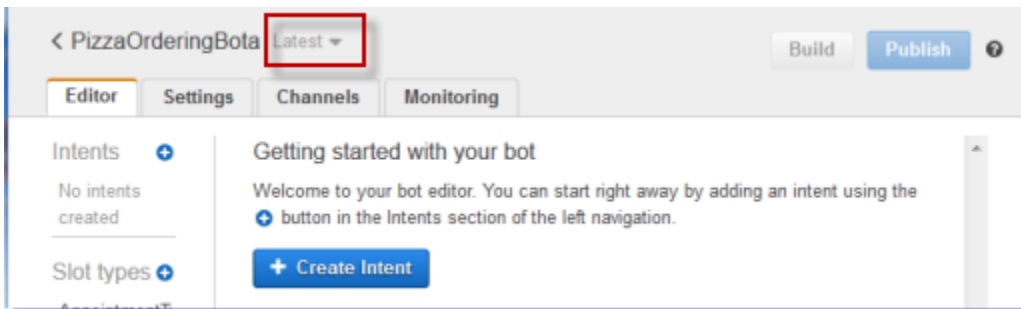 PizzaOrderingBota Latest
Build Publish
Editor Settings Channels Monitoring
Intents
Getting started with your bot
No intents
created
Welcome to your bot editor. You can start right away by adding an intent using the
button in the Intents section of the left navigation.
+ Create Intent
Slot types